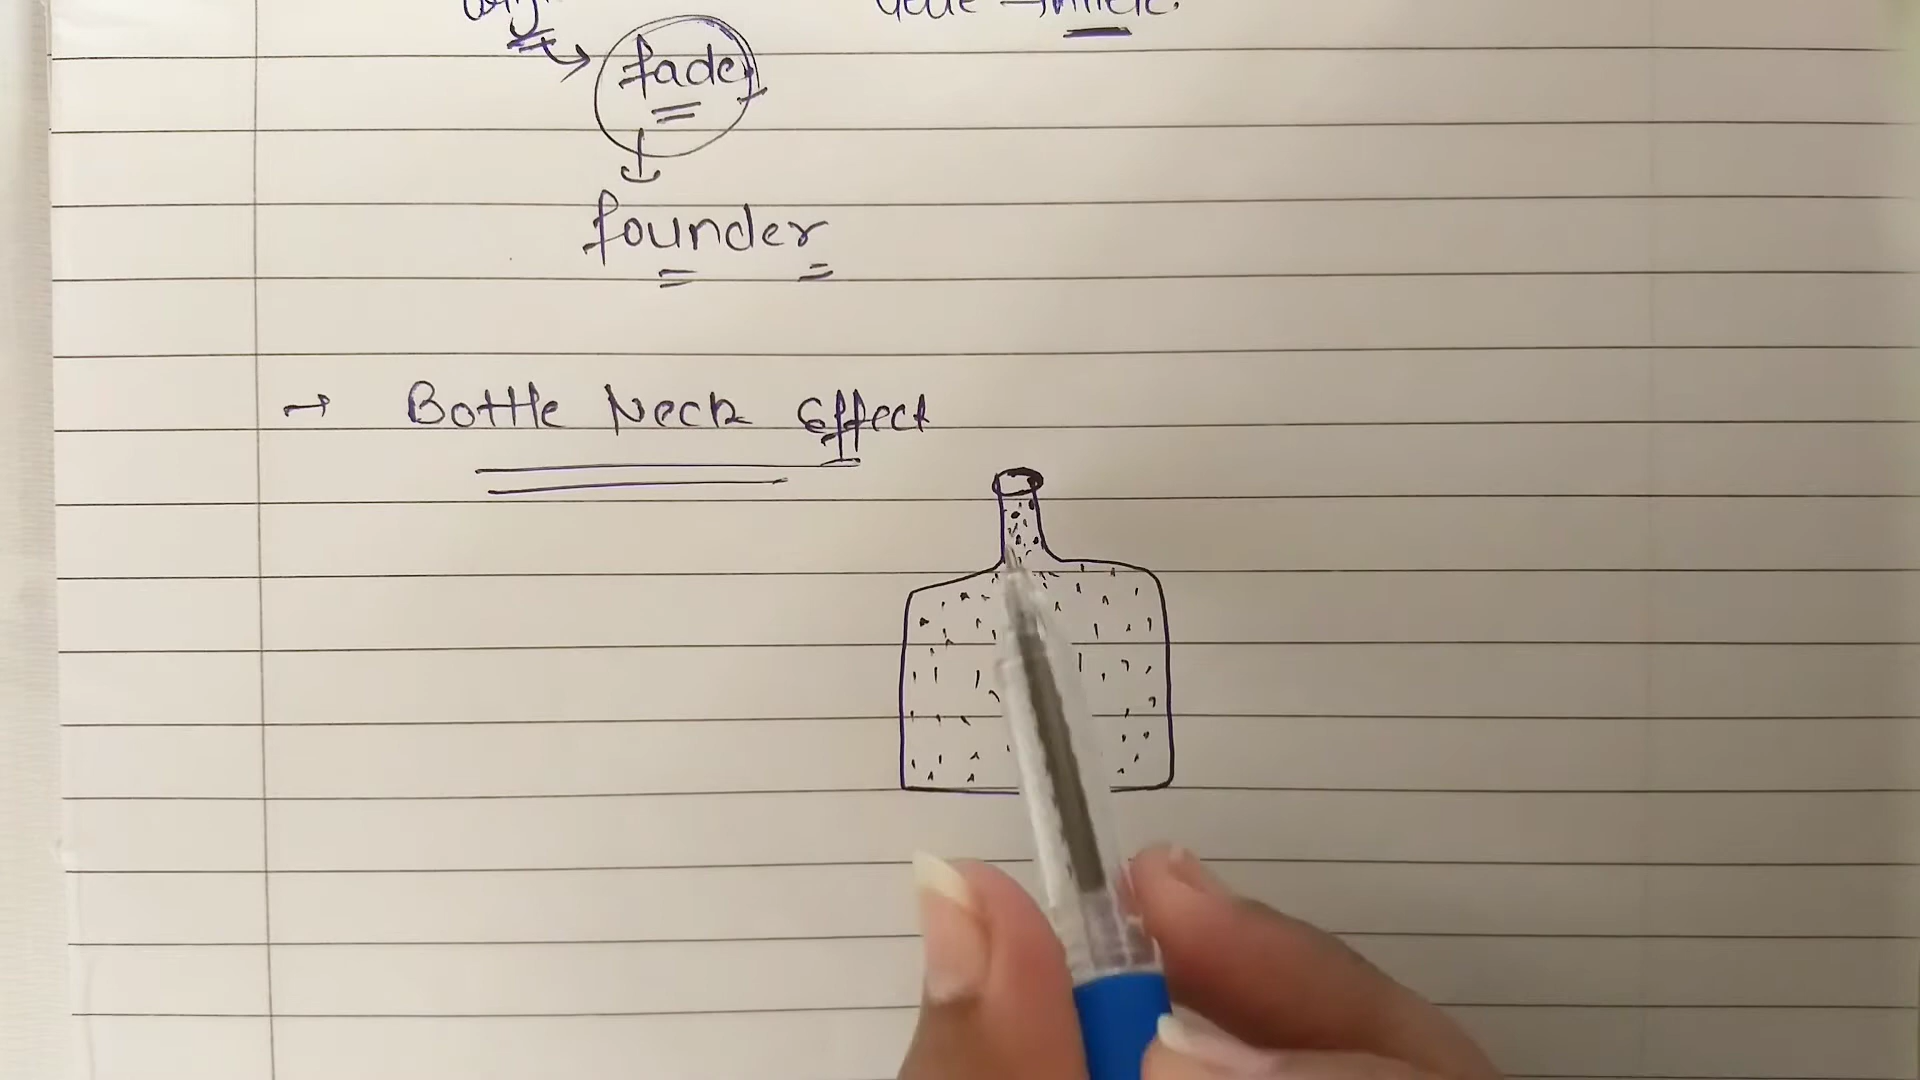 fade
founder
→ Bottle Neck Effect